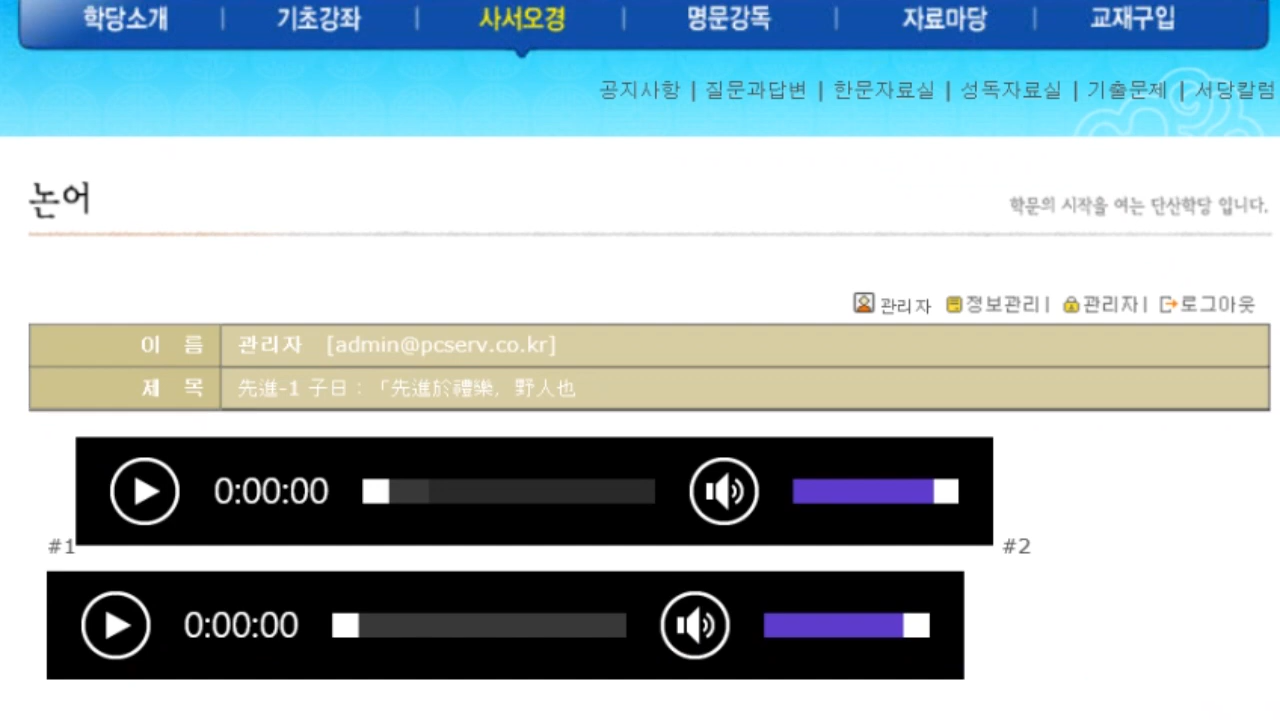 학당소개 | 기초강좌 | 사서오경 | 명문강독 | 자료마당 | 교재구입
공지사항 | 질문과답변 | 한문자료실 | 성독자료실 | 기출문제 | 서당칼럼
논어
학문의 시작을 여는 단산학당 입니다.
관리자 정보관리 | 관리자 | 로그아웃
이 름 관리자 [admin@pcserv.co.kr]
제 목 先進-1 子日：「先進於禮樂, 野人也
0:00:00
#1 #2
0:00:00